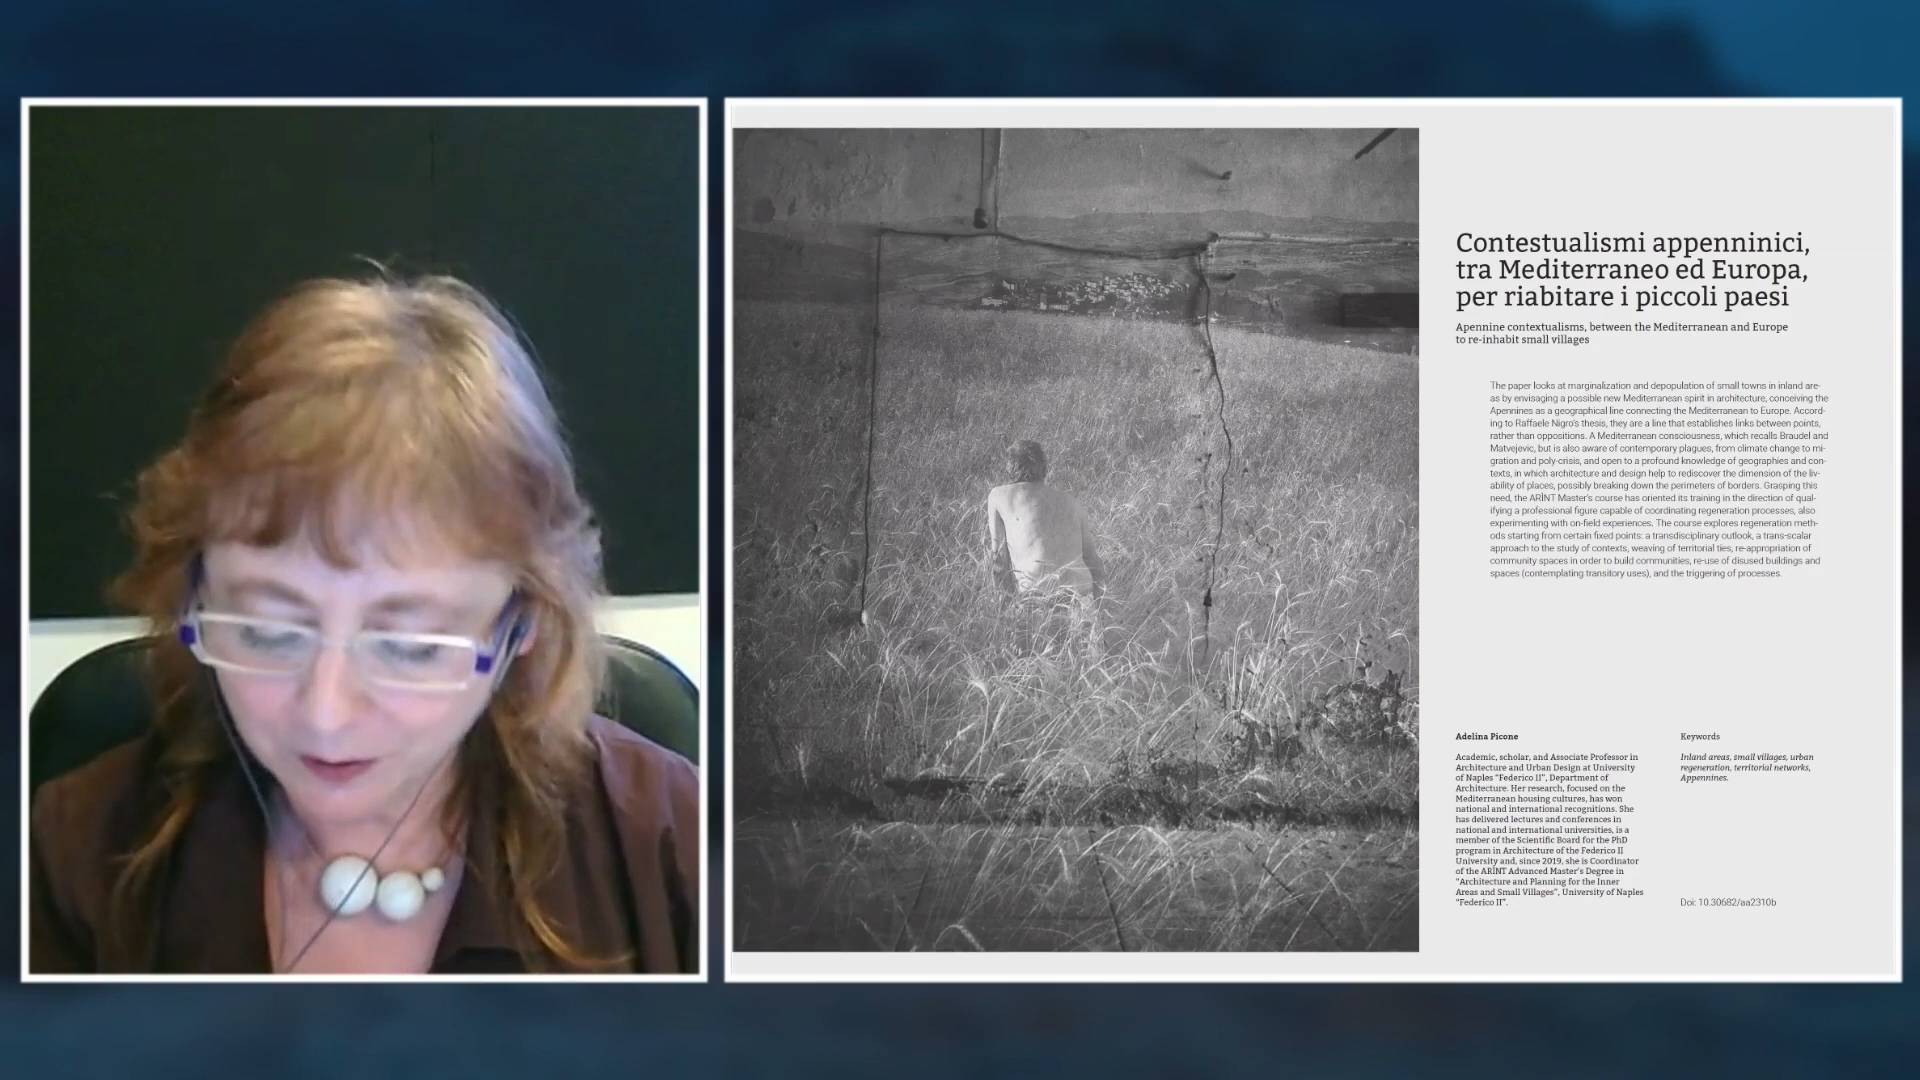 Contestualismi appenninici,
tra Mediterraneo ed Europa,
per riabitare i piccoli paesi
Apennine contextualisms, between the Mediterranean and Europe
to re-inhabit small villages
The paper looks at marginalization and depopulation of small towns in inland are-
as by envisaging a possible new Mediterranean spirit in architecture, conceiving the
Apennines as a geographical line connecting the Mediterranean to Europe. Accord-
ing to Raffaele Nigro's thesis, they are a line that establishes links between points,
rather than oppositions. A Mediterranean consciousness, which recalls Braudel and
Matvejevic, but is also aware of contemporary plagues, from climate change to mi-
gration and poly-crisis, and open to a profound knowledge of geographies and con-
texts, in which architecture and design help to rediscover the dimension of the liv-
ability of places, possibly breaking down the perimeters of borders. Grasping this
need, the ARÌNT Master's course has oriented its training in the direction of qual-
ifying a professional figure capable of coordinating regeneration processes, also
experimenting with on-field experiences. The course explores regeneration meth-
ods starting from certain fixed points: a transdisciplinary outlook, a trans-scalar
approach to the study of contexts, weaving of territorial ties, re-appropriation of
community spaces in order to build communities, re-use of disused buildings and
spaces (contemplating transitory uses), and the triggering of processes.
Adelina Picone
Academic, scholar, and Associate Professor in
Architecture and Urban Design at University
of Naples "Federico II", Department of
Architecture. Her research, focused on the
Mediterranean housing cultures, has won
national and international recognitions. She
has delivered lectures and conferences in
national and international universities, is a
member of the Scientific Board for the PhD
program in Architecture of the Federico II
University and, since 2019, she is Coordinator
of the ARÌNT Advanced Master's Degree in
"Architecture and Planning for the Inner
Areas and Small Villages", University of Naples
"Federico II".
Keywords
Inland areas, small villages, urban
regeneration, territorial networks,
Appennines.
Doi: 10.30682/aa2310b